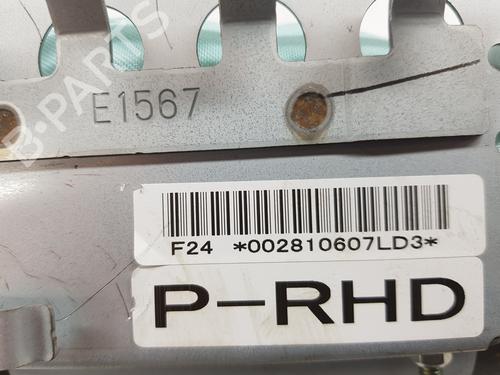 B-PARTS
E1567
F24 *002810607LD3*
P-RHD